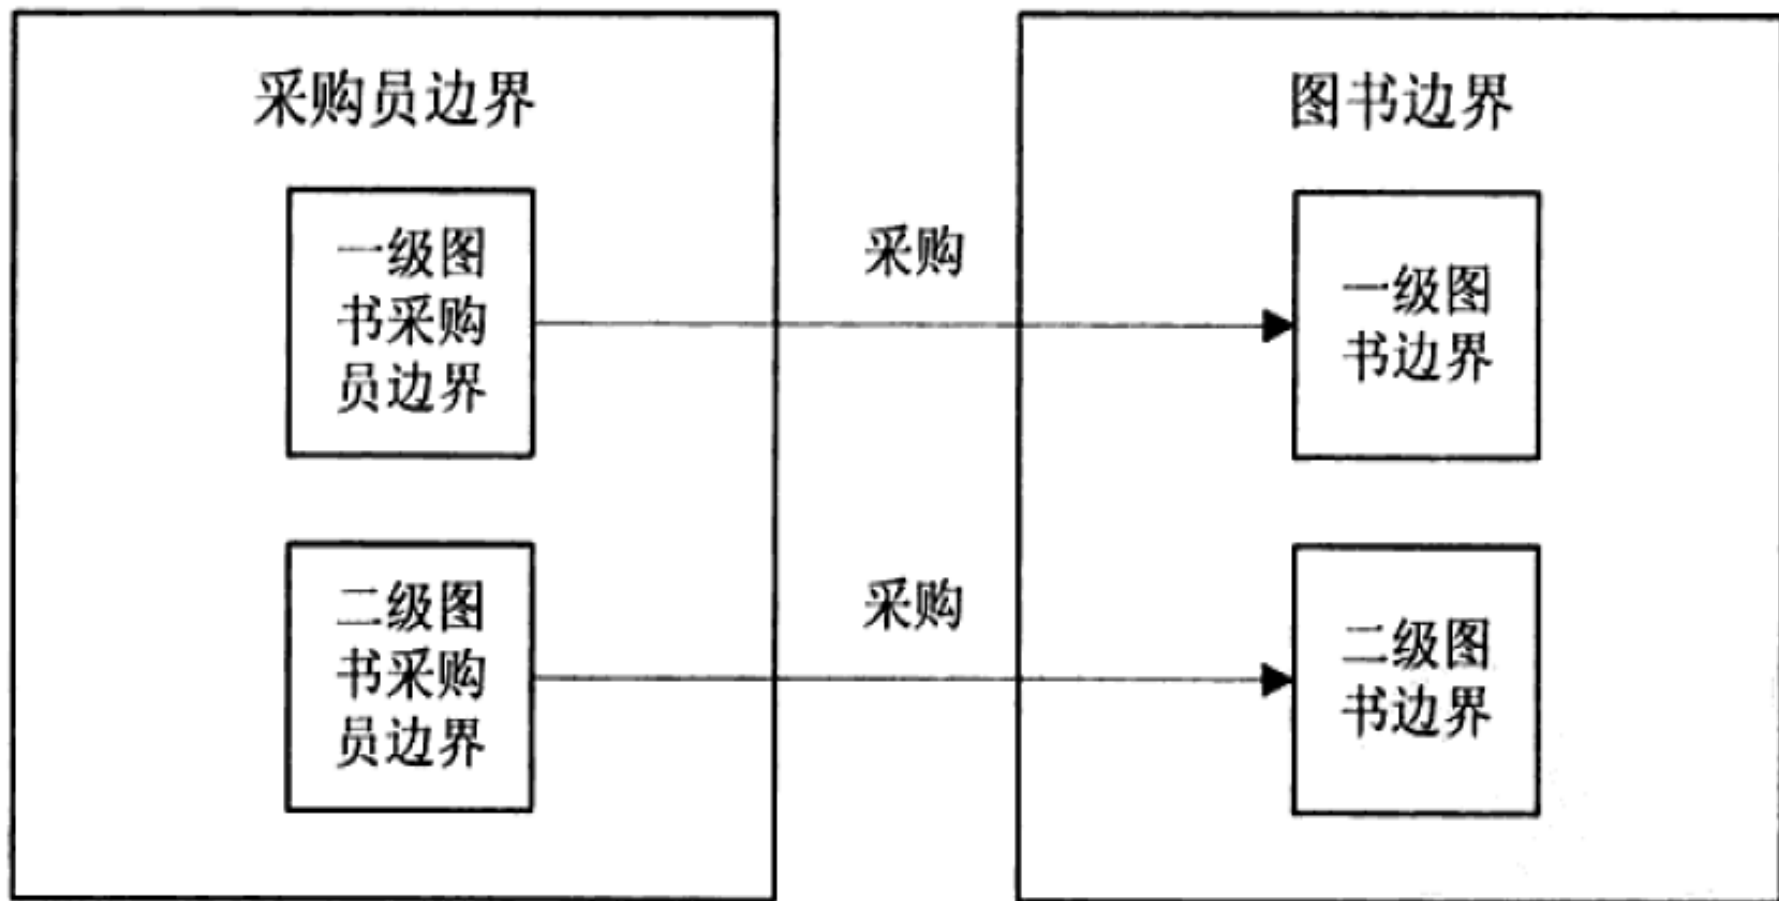 采购员边界
一级图
书采购
员边界
二级图
书采购
员边界
采购
采购
图书边界
一级图
书边界
二级图
书边界